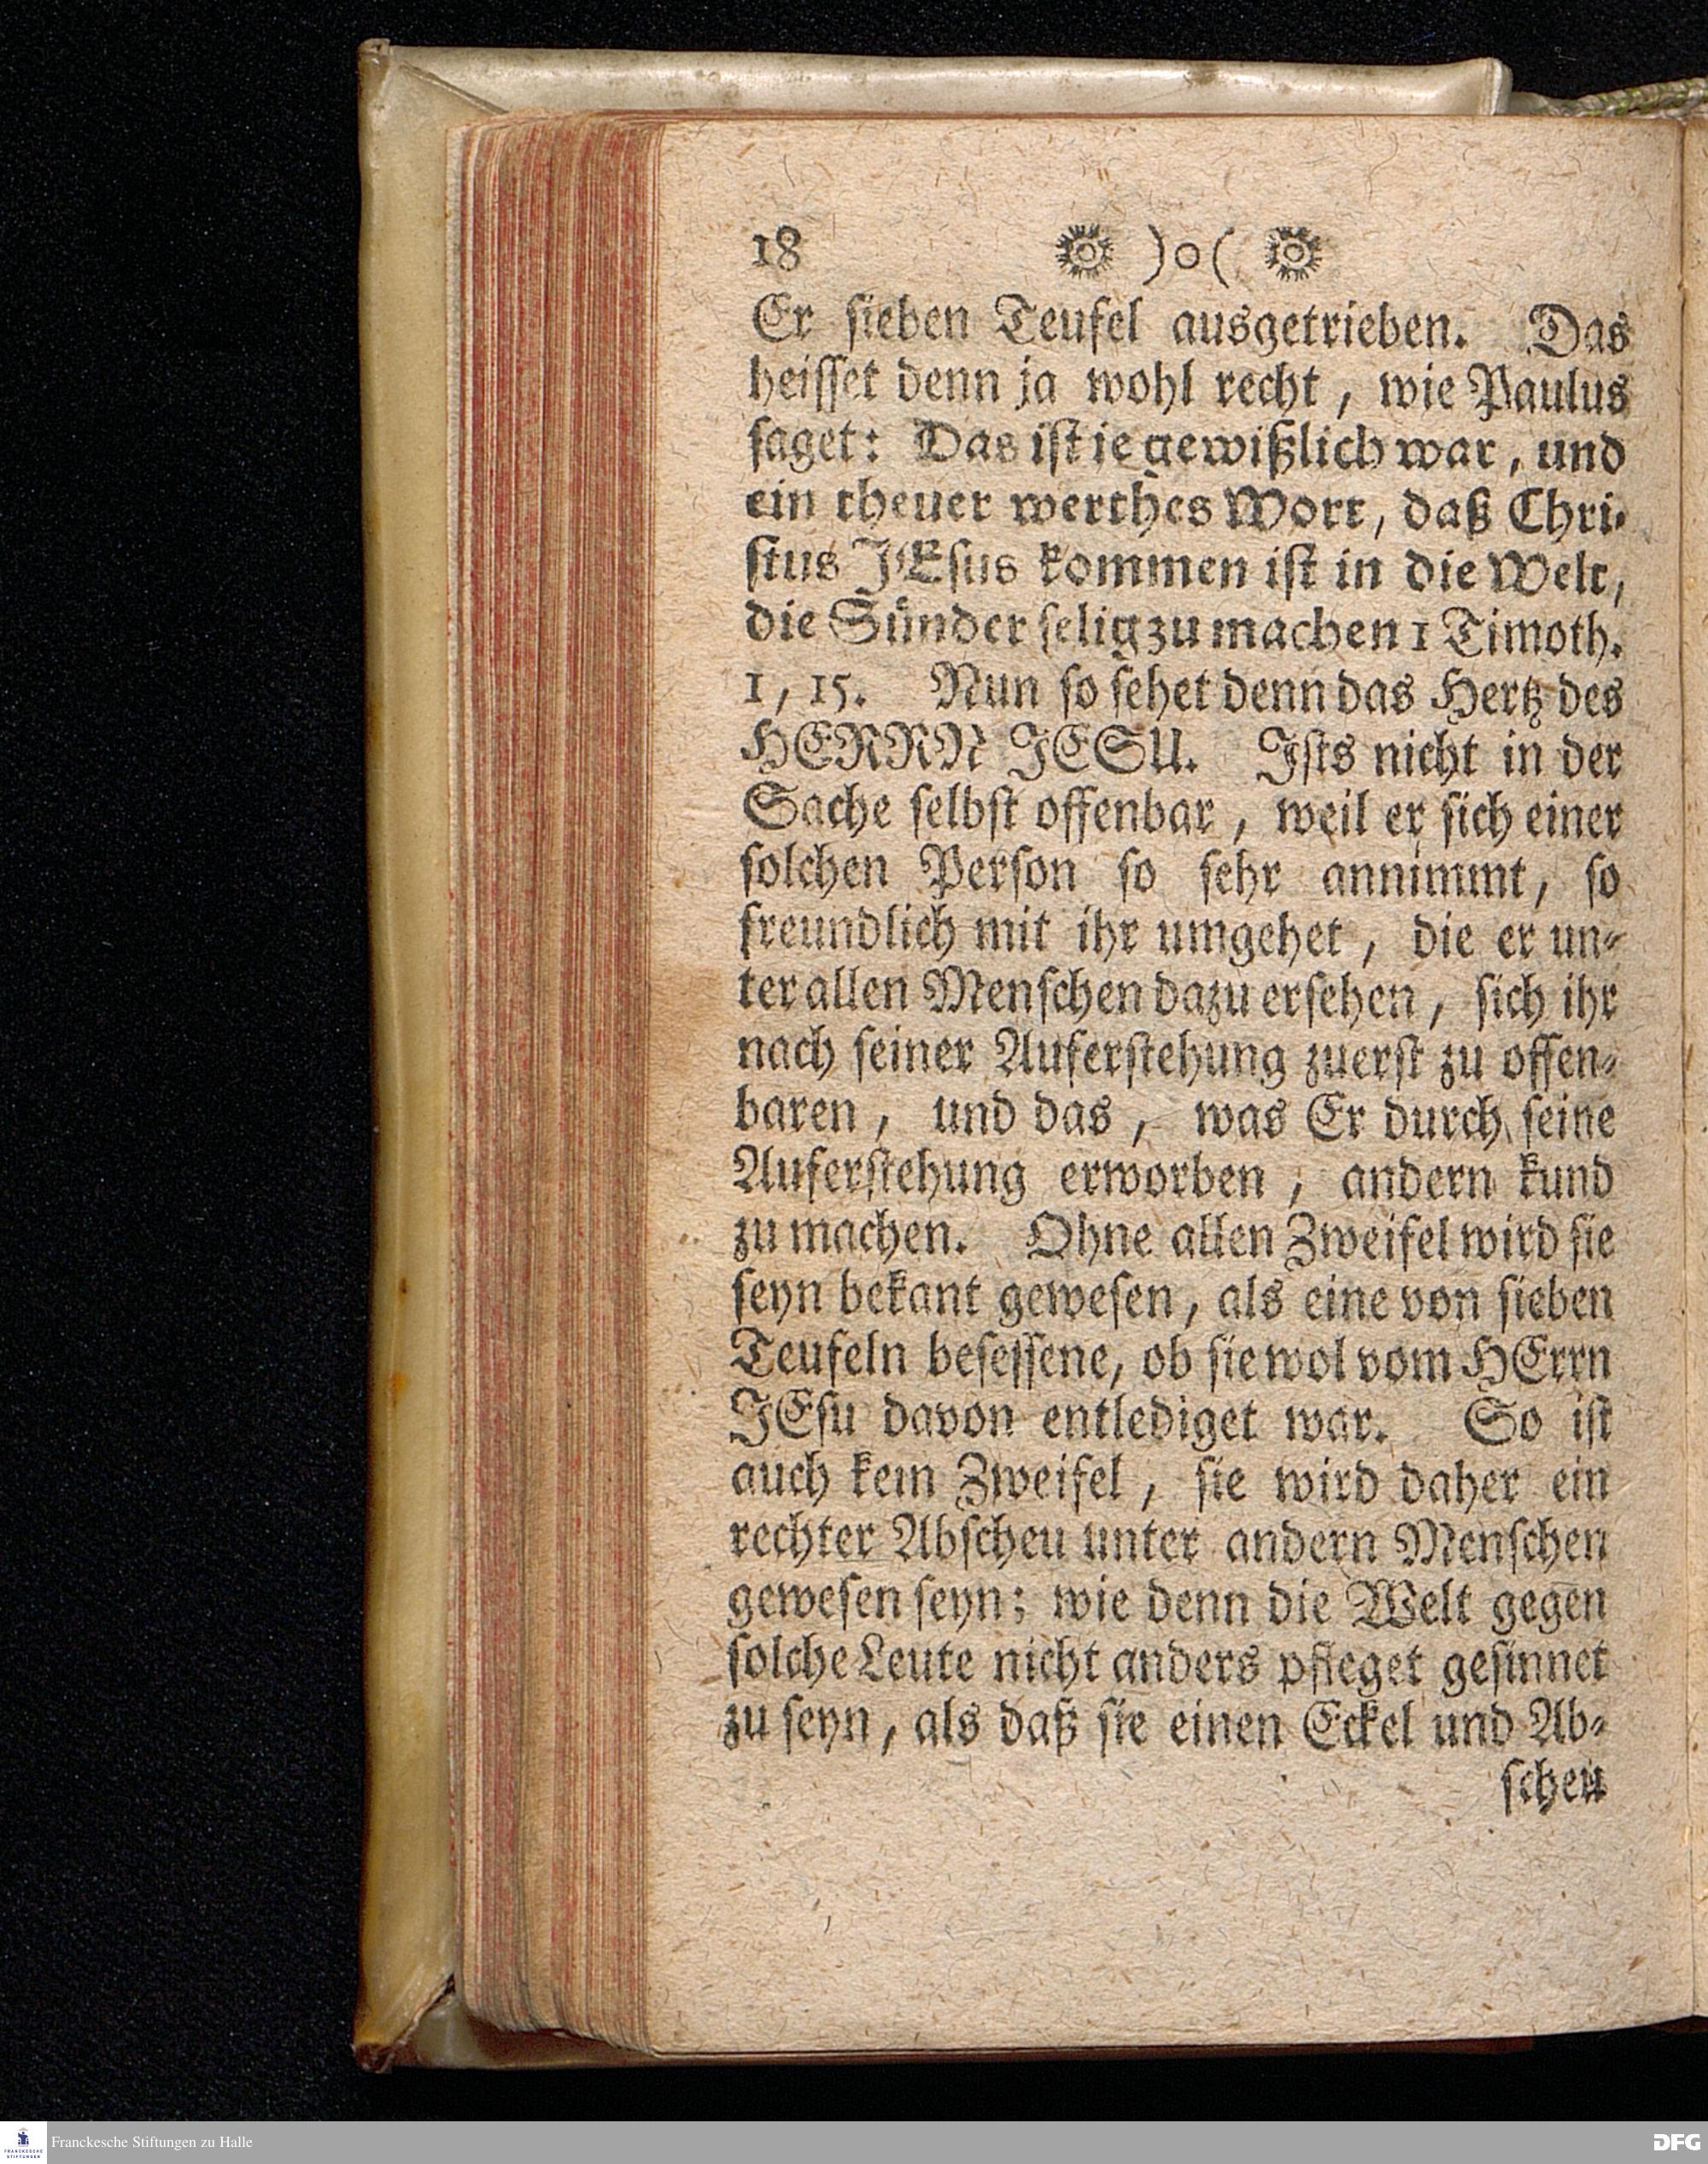 18 )o(
Er ſieben Teufel ausgetrieben. Das
heiſſet denn ja wohl recht, wie Paulus
ſaget: Das iſt ie gewißlich war, und
ein theuer werthes Wort, daß Chri-
ſtus JEſus kommen iſt in die Welt,
die Sünder ſelig zu machen 1 Timoth.
1, 15. Nun ſo ſehet denn das Hertz des
HERRN JESU. Iſts nicht in der
Sache ſelbſt offenbar, weil er ſich einer
ſolchen Perſon ſo ſehr annimmt, ſo
freundlich mit ihr umgehet, die er un-
ter allen Menſchen dazu erſehen, ſich ihr
nach ſeiner Auferſtehung zuerſt zu offen-
baren, und das, was Er durch ſeine
Auferſtehung erworben, andern kund
zu machen. Ohne allen Zweifel wird ſie
ſeyn bekant geweſen, als eine von ſieben
Teufeln beſeſſene, ob ſie wol vom HErrn
JEſu davon entlediget war. So iſt
auch kein Zweifel, ſie wird daher ein
rechter Abſcheu unter andern Menſchen
geweſen ſeyn; wie denn die Welt gegen
ſolche Leute nicht anders pfleget geſinnet
zu ſeyn, als daß ſie einen Eckel und Ab-
ſcheu
FRANCKESCHE
STIFTUNGEN
Franckesche Stiftungen zu Halle
DFG